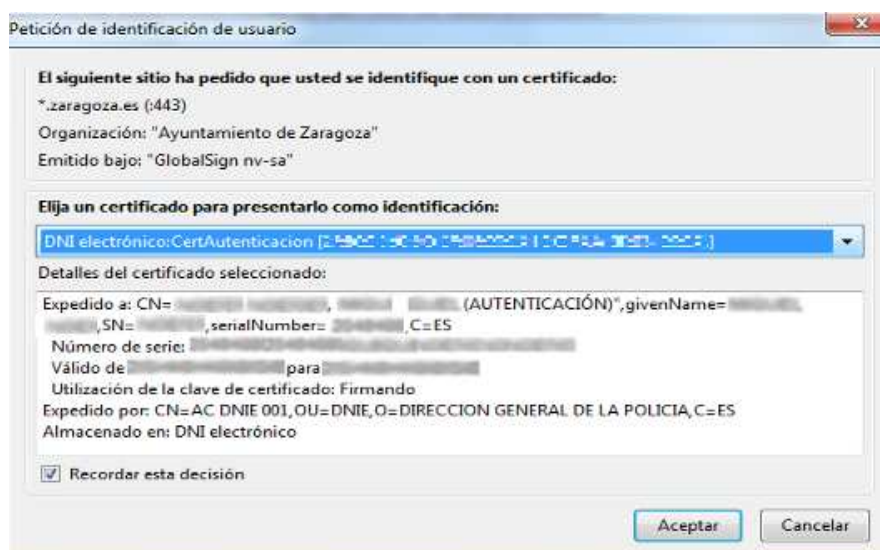 Petición de identificación de usuario
El siguiente sitio ha pedido que usted se identifique con un certificado:
*.zaragoza.es (:443)
Organización: "Ayuntamiento de Zaragoza"
Emitido bajo: "GlobalSign nv-sa"
Elija un certificado para presentarlo como identificación:
DNI electrónico:CertAutenticacion [
Detalles del certificado seleccionado:
Expedido a: CN= , (AUTENTICACIÓN)",givenName=
,SN= ,serialNumber= ,C=ES
Número de serie:
Válido de para
Utilización de la clave de certificado: Firmando
Expedido por: CN=AC DNIE 001,OU=DNIE,O=DIRECCION GENERAL DE LA POLICIA,C=ES
Almacenado en: DNI electrónico
Recordar esta decisión
Aceptar Cancelar